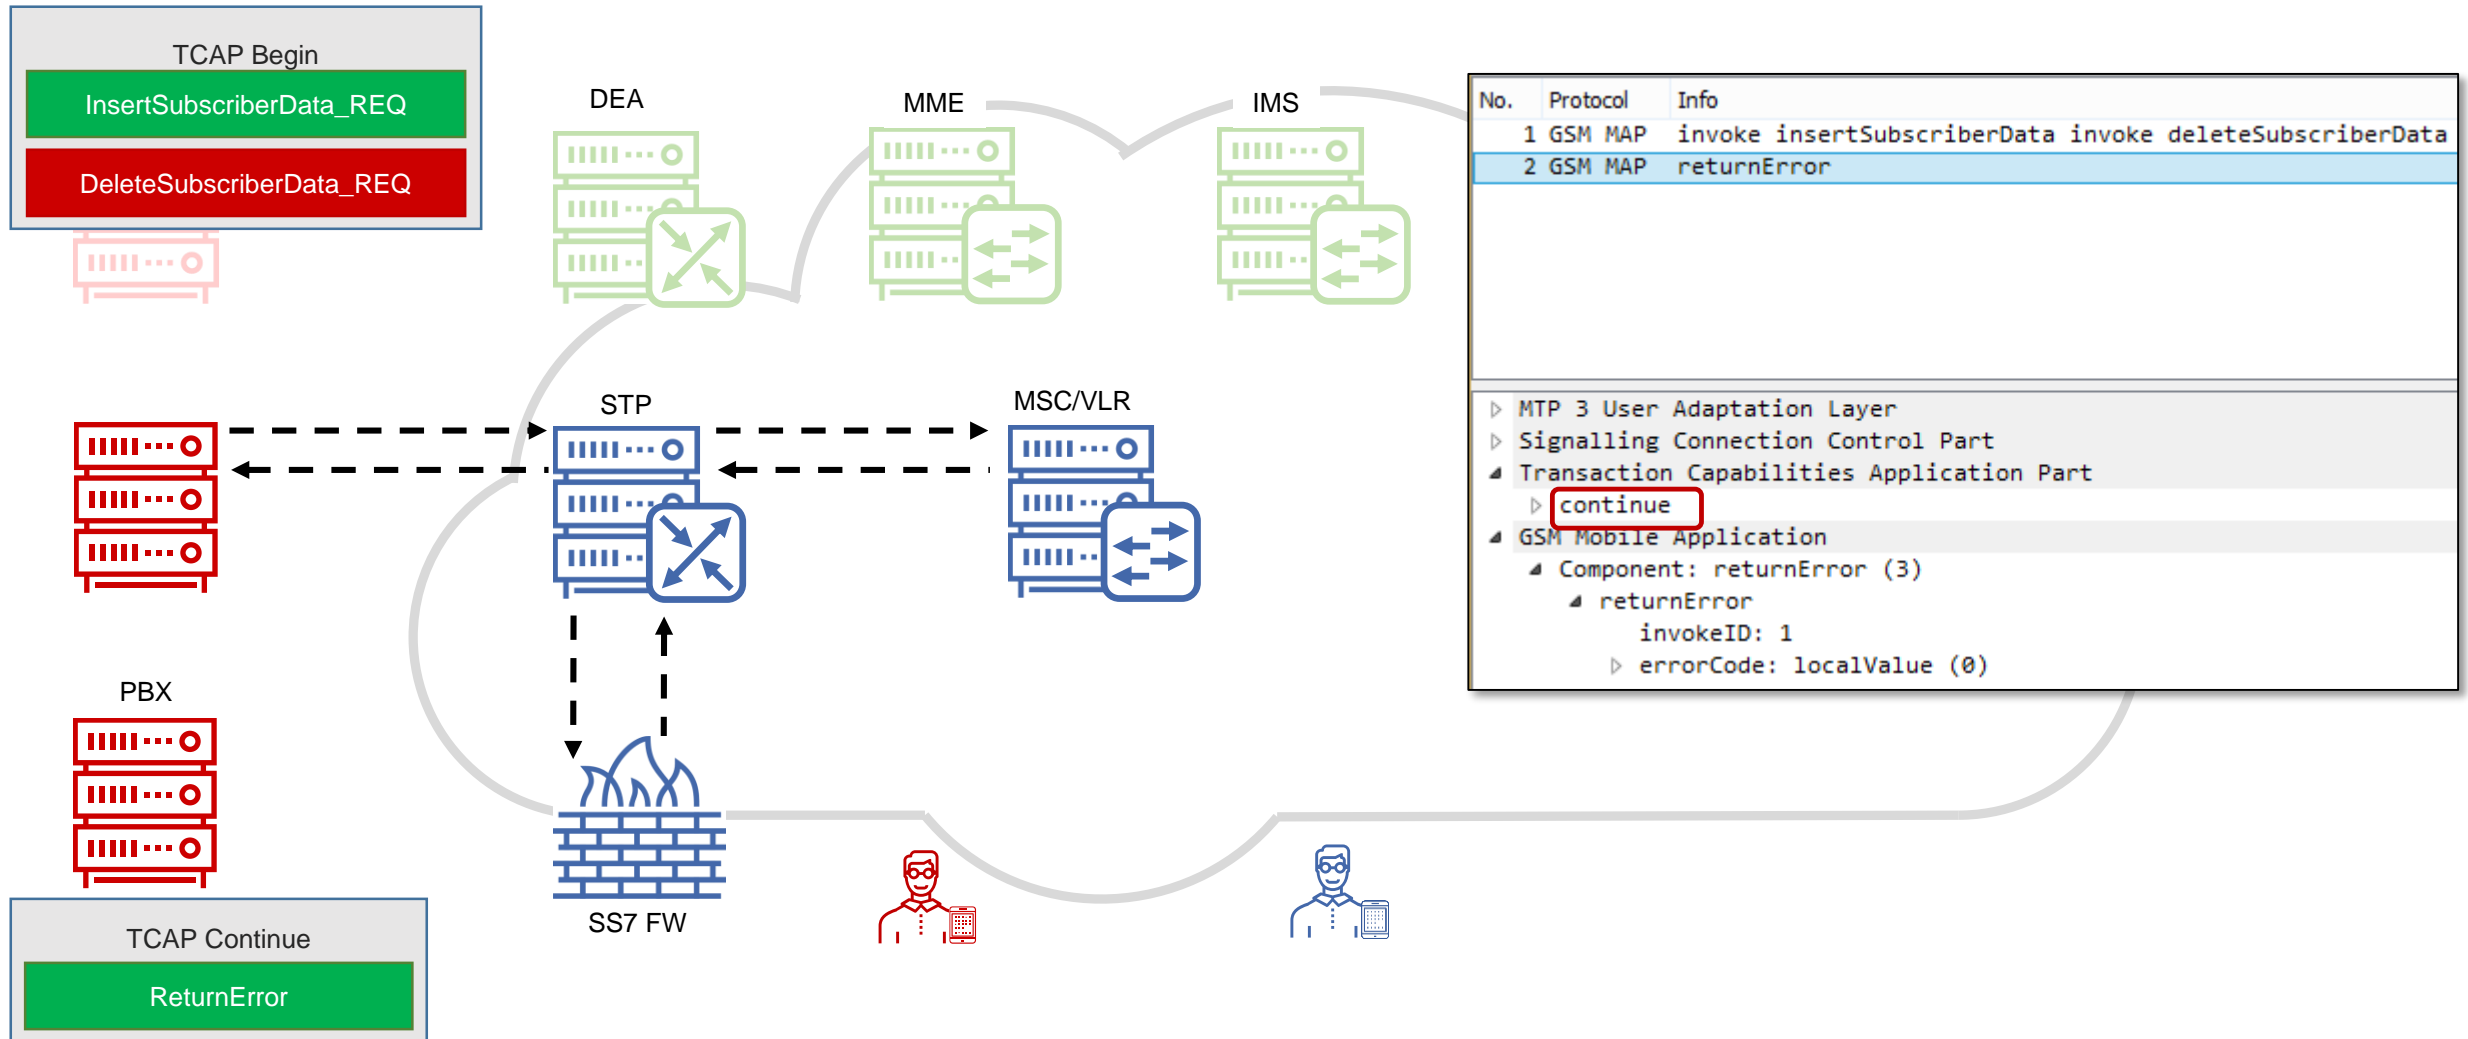 TCAP Begin
InsertSubscriberData_REQ
DeleteSubscriberData_REQ
DEA
MME
IMS
STP
MSC/VLR
PBX
SS7 FW
TCAP Continue
ReturnError
No. Protocol Info
1 GSM MAP invoke insertSubscriberData invoke deleteSubscriberData
2 GSM MAP returnError
MTP 3 User Adaptation Layer
Signalling Connection Control Part
Transaction Capabilities Application Part
continue
GSM Mobile Application
Component: returnError (3)
returnError
invokeID: 1
errorCode: localValue (0)